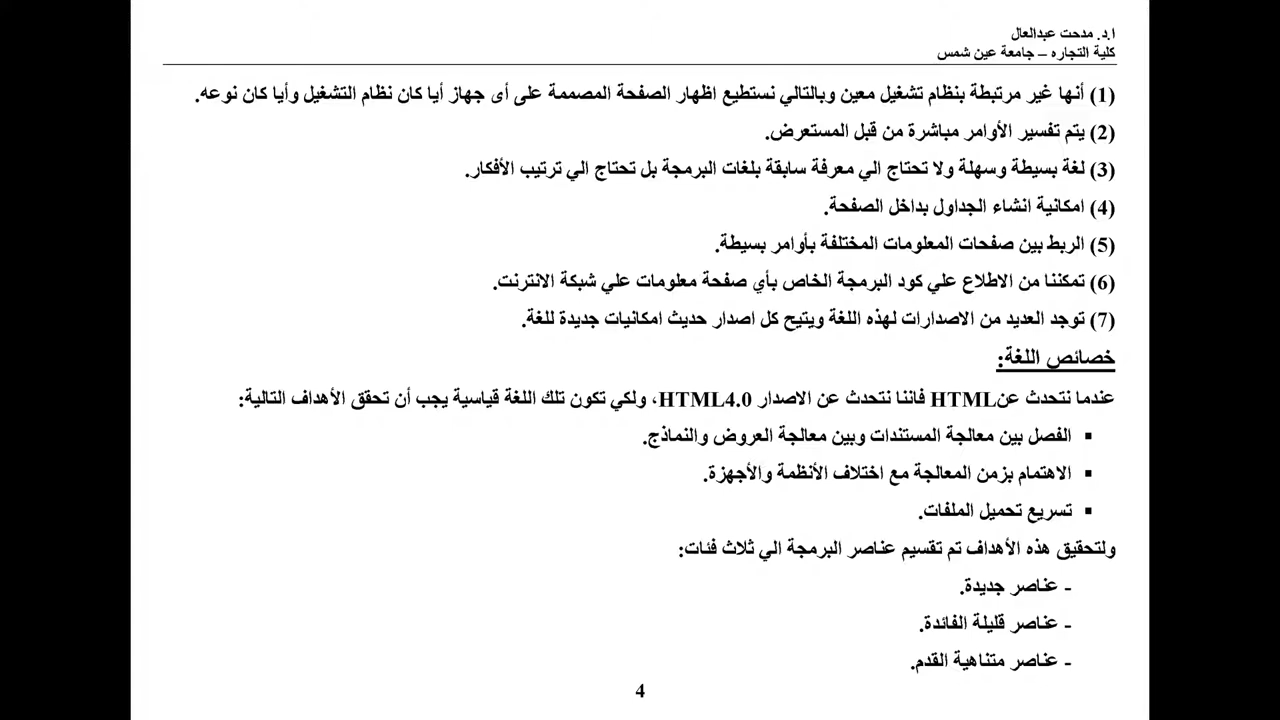 ا.د. مدحت عبدالعال
كلية التجاره – جامعة عين شمس
(1) أنها غير مرتبطة بنظام تشغيل معين وبالتالي نستطيع اظهار الصفحة المصممة على أى جهاز أيا كان نظام التشغيل وأيا كان نوعه.
(2) يتم تفسير الأوامر مباشرة من قبل المستعرض.
(3) لغة بسيطة وسهلة ولا تحتاج الي معرفة سابقة بلغات البرمجة بل تحتاج الي ترتيب الأفكار.
(4) امكانية انشاء الجداول بداخل الصفحة.
(5) الربط بين صفحات المعلومات المختلفة بأوامر بسيطة.
(6) تمكننا من الاطلاع علي كود البرمجة الخاص بأي صفحة معلومات علي شبكة الانترنت.
(7) توجد العديد من الاصدارات لهذه اللغة ويتيح كل اصدار حديث امكانيات جديدة للغة.
خصائص اللغة:
عندما نتحدث عنHTML فاننا نتحدث عن الاصدار HTML4.0، ولكي تكون تلك اللغة قياسية يجب أن تحقق الأهداف التالية:
▪ الفصل بين معالجة المستندات وبين معالجة العروض والنماذج.
▪ الاهتمام بزمن المعالجة مع اختلاف الأنظمة والأجهزة.
▪ تسريع تحميل الملفات.
ولتحقيق هذه الأهداف تم تقسيم عناصر البرمجة الي ثلاث فئات:
- عناصر جديدة.
- عناصر قليلة الفائدة.
- عناصر متناهية القدم.
4